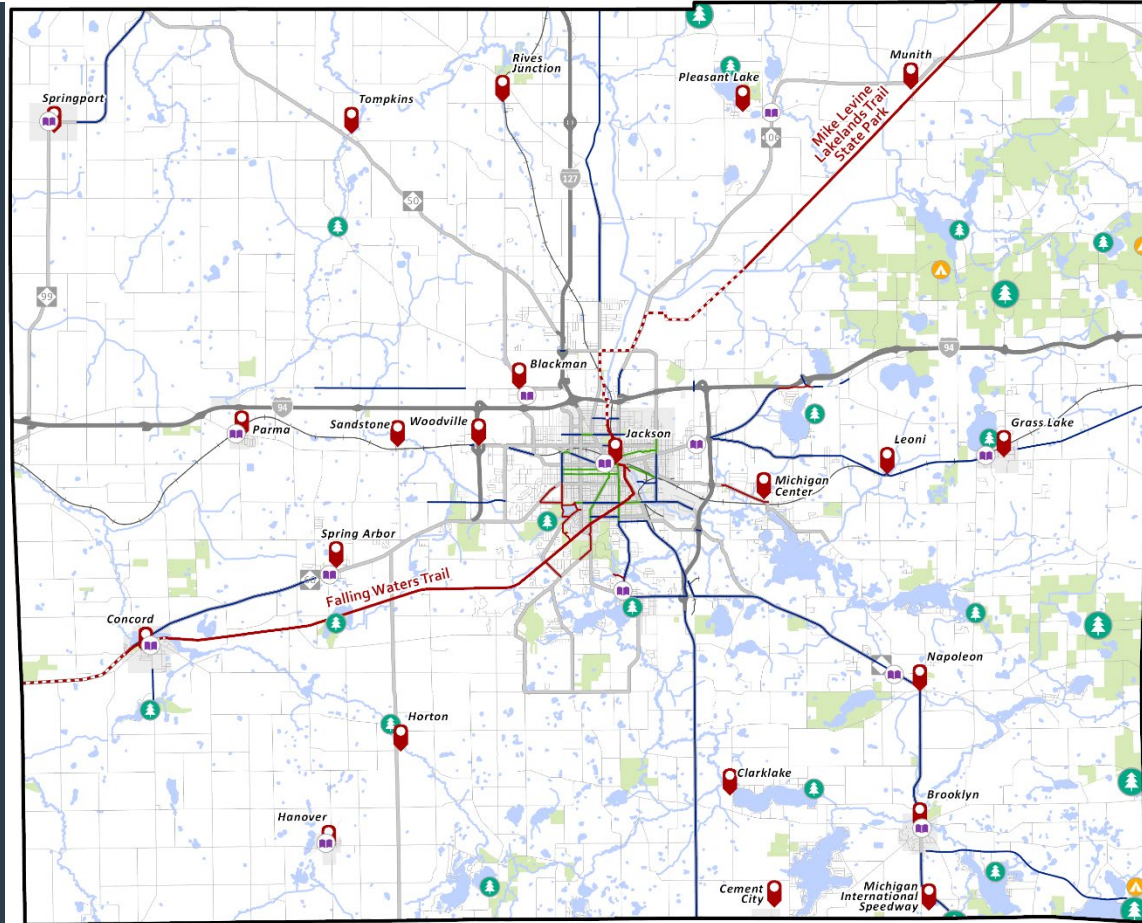 Rives
Junction
Munith
Pleasant Lake
Springport
Tompkins
106
Mike Levine
Lakelands Trail
State Park
127
50
99
94
Blackman
94
Parma
Sandstone
Woodville
Jackson
Grass Lake
Leoni
Michigan
Center
Spring Arbor
60
Falling Waters Trail
Concord
Napoleon
Horton
Clarklake
Brooklyn
Hanover
Cement
City
Michigan
International
Speedway